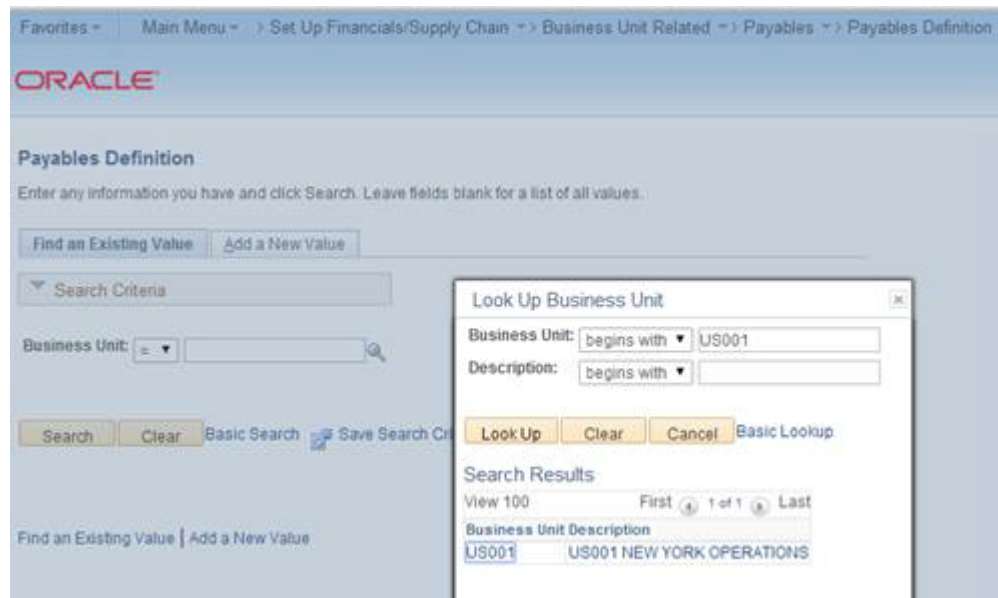 Favorites Main Menu > Set Up Financials/Supply Chain > Business Unit Related > Payables > Payables Definition
ORACLE
Payables Definition
Enter any information you have and click Search. Leave fields blank for a list of all values.
Find an Existing Value Add a New Value
Search Criteria
Business Unit: =
Search Clear Basic Search Save Search Cri
Find an Existing Value | Add a New Value
Look Up Business Unit
Business Unit: begins with US001
Description: begins with
Look Up Clear Cancel Basic Lookup
Search Results
View 100 First 1 of 1 Last
Business Unit Description
US001 US001 NEW YORK OPERATIONS